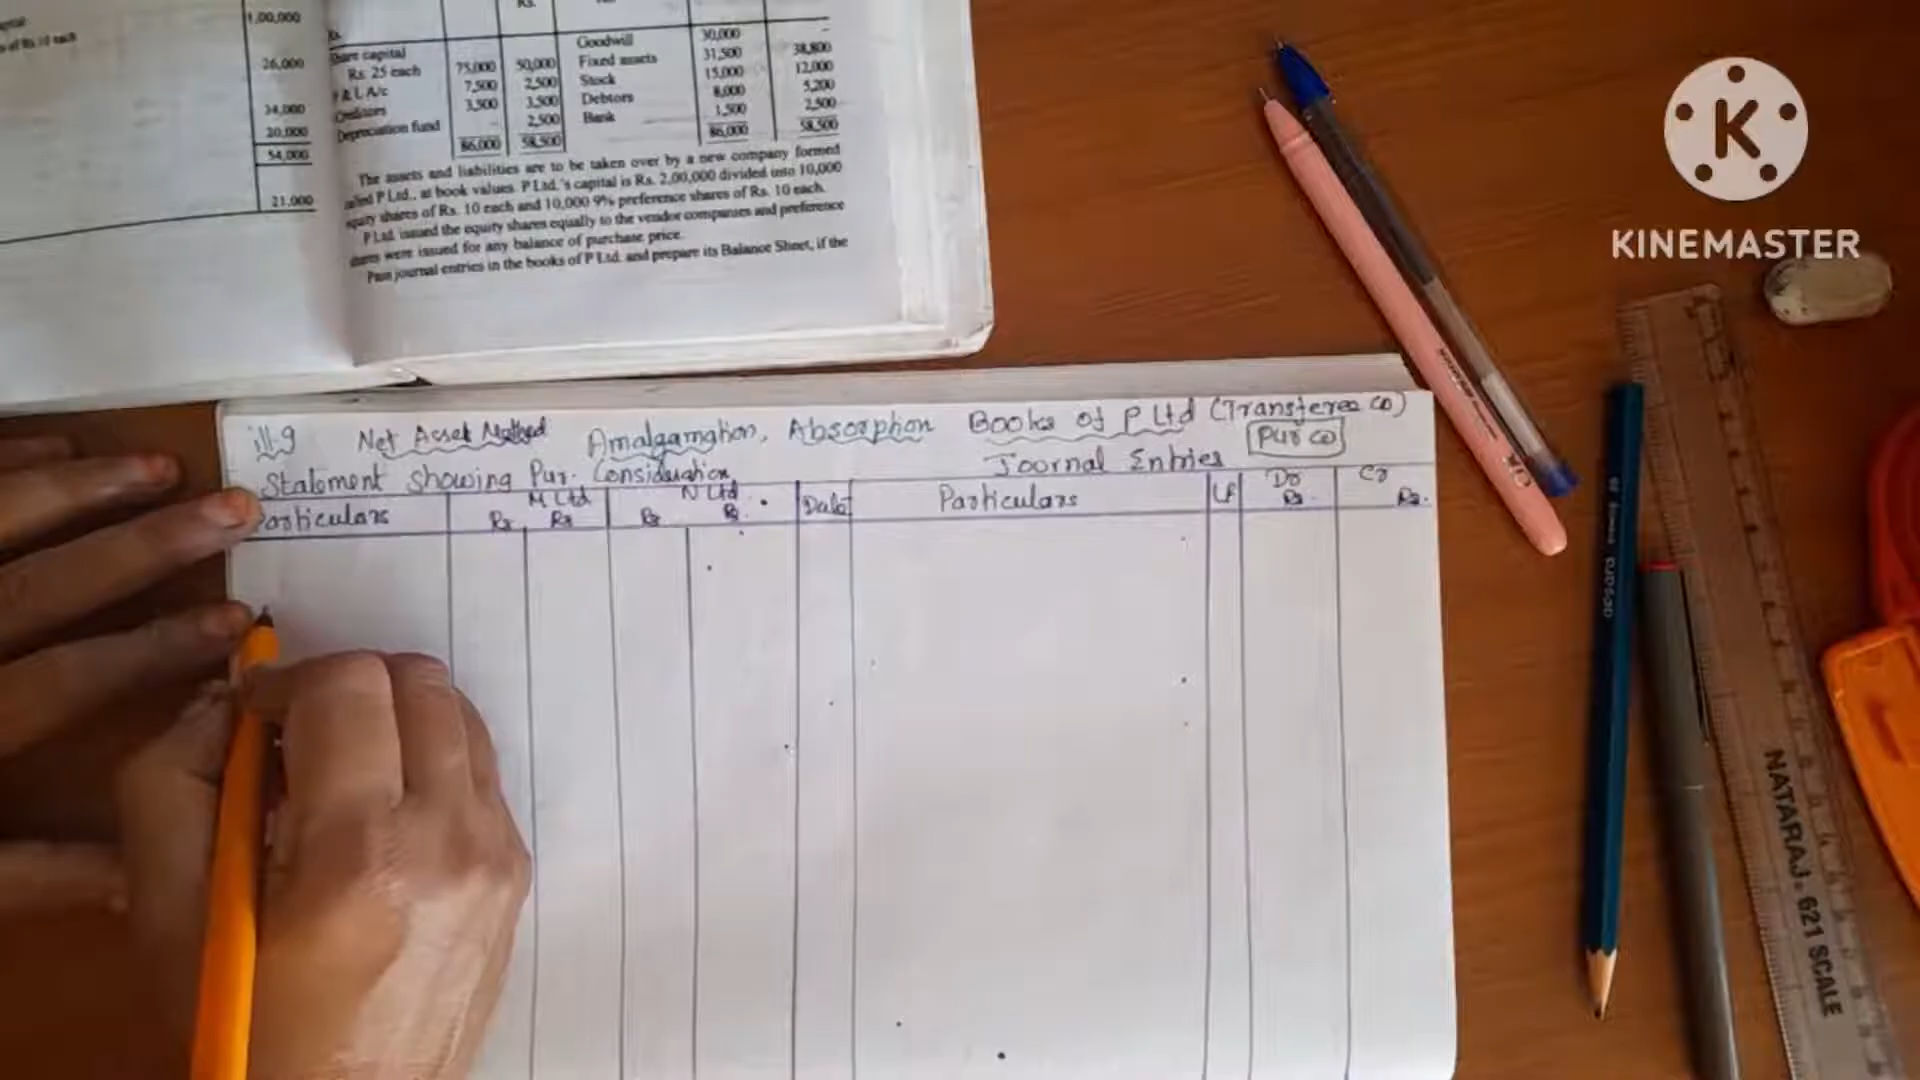 1,00,000
s of Rs 10 each
26,000
34,000
20,000
54,000
21,000
Rs.
Share capital
Rs. 25 each 75,000 50,000
P & L A/c 7,500 2,500
Creditors 3,500 3,500
Depreciation fund 2,500
86,000 58,500
Goodwill 30,000
Fixed assets 31,500 38,800
Stock 15,000 12,000
Debtors 8,000 5,200
Bank 1,500 2,500
86,000 58,500
The assets and liabilities are to be taken over by a new company formed
called P Ltd., at book values. P Ltd.'s capital is Rs. 2,00,000 divided into 10,000
equity shares of Rs. 10 each and 10,000 9% preference shares of Rs. 10 each.
P Ltd. issued the equity shares equally to the vendor companies and preference
shares were issued for any balance of purchase price.
Pass journal entries in the books of P Ltd. and prepare its Balance Sheet, if the
K
KINEMASTER
ill.9 Net Asset Method Amalgamation, Absorption Books of P Ltd (Transferee co)
Pur co
Statement Showing Pur. Consideration
Journal Entries
Particulars M Ltd N Ltd
Rs Rs Rs Rs.
Date Particulars LF Dr Rs. Cr Rs.
apsara
NATARAJ 621 SCALE